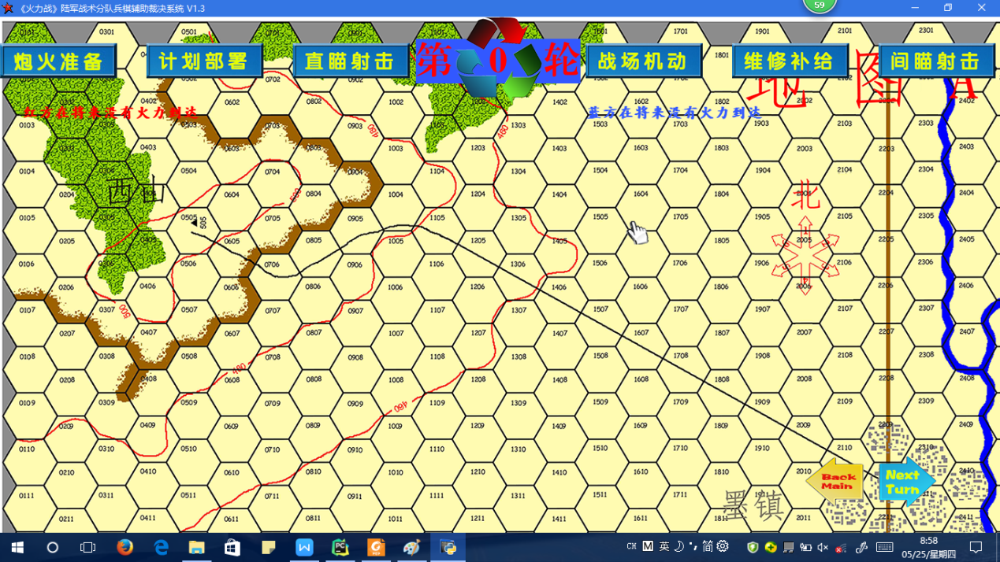 《火力战》陆军战术分队兵棋辅助裁决系统 V1.3
59
炮火准备 计划部署 直瞄射击 第 0 轮 战场机动 维修补给 间瞄射击
地图A
红方在将来没有火力到达 蓝方在将来没有火力到达
0301 0501 1701 1901 2101 2301
1801
0702 0402 0602 1002 1402 1602 1802 2002 2402
0103 0903 1303 1503 1703 1903 2103 2303
0403 0603 0803 1003 1203 1403 1603 1803 2003 2203 2403
0104 0504 0704 0904 1104 1304 1504 1704 1904 2104 2304
西山 北
0204 0604 0804 1004 1204 1404 1604 1804 2204 2404
0105 0505 0705 0905 1105 1305 1505 1705 1905 2105 2305
505
500
0205 0605 0805 1005 1205 1405 1605 1805 2005 2205 2405
0106 0506 0706 0906 1106 1306 1506 1706 1906 2106 2306
0206 0406 0606 0806 1006 1206 1406 1606 1806 2006 2206 2406
0107 0307 0507 0707 0907 1107 1307 1507 1707 1907 2107 2307
500
0207 0407 0607 0807 1007 1207 1407 1607 1807 2007 2207 2407
0108 0308 0508 0708 0908 1108 1308 1508 1708 1908 2108 2308
480
0208 0408 0608 0808 1008 1208 1408 1608 1808 2008 2208 2408
0109 0309 0509 0709 0909 1109 1309 1509 1709 1909 2109 2309
460
0209 0409 0609 0809 1009 1209 1409 1609 1809 2009 2209 2409
0110 0310 0510 0710 0910 1110 1310 1510 1710 1910 2110 2310
0210 0410 0610 0810 1010 1210 1410 1610 1810 2010 2410
Back Main
Next Turn
0111 0311 0511 0711 0911 1111 1311 1511 1711
墨镇
0211 0411 0611 0811 1011 1211 1411 1611 1811 2011 2211 2411
CH M 英 简
8:58
05/25/星期四